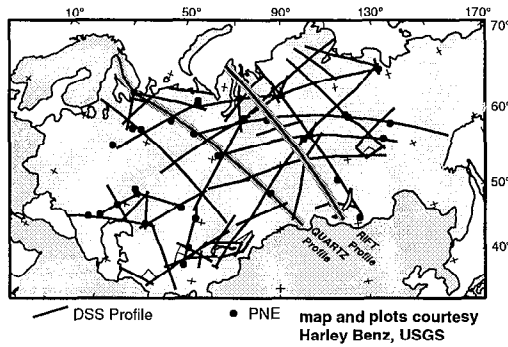 10° 50° 90° 130° 170°
70°
60°
50°
40°
QUARTZ
Profile
RIFT
Profile
DSS Profile PNE map and plots courtesy
Harley Benz, USGS